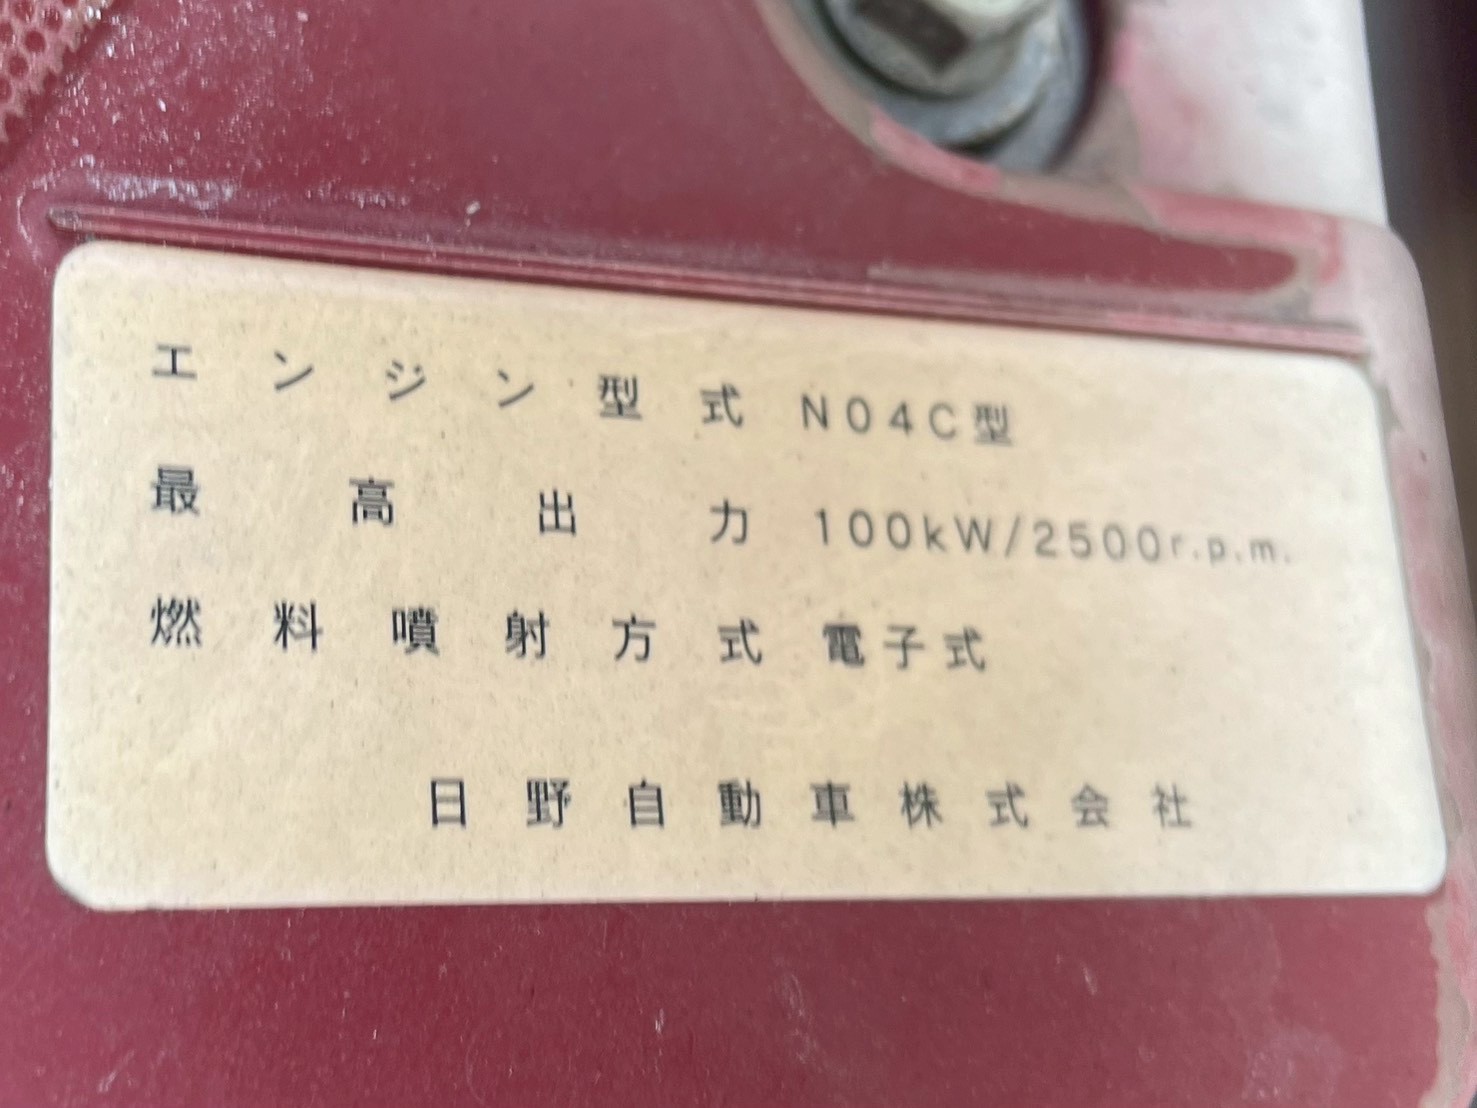 エンジン型式 N04C型
最高出力 100kW/2500r.p.m.
燃料噴射方式 電子式
日野自動車株式会社